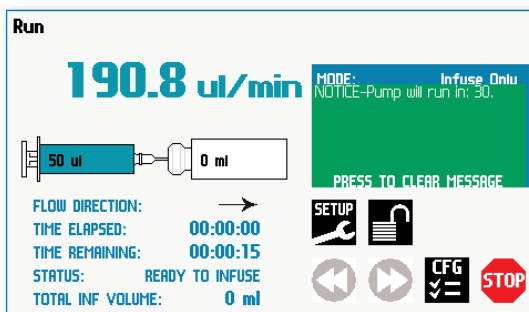 Run
190.8 ul/min
MODE: Infuse Only
NOTICE-Pump will run in: 30.
PRESS TO CLEAR MESSAGE
50 ul
0 ml
FLOW DIRECTION:
TIME ELAPSED: 00:00:00
TIME REMAINING: 00:00:15
STATUS: READY TO INFUSE
TOTAL INF VOLUME: 0 ml
SETUP
CFG
STOP